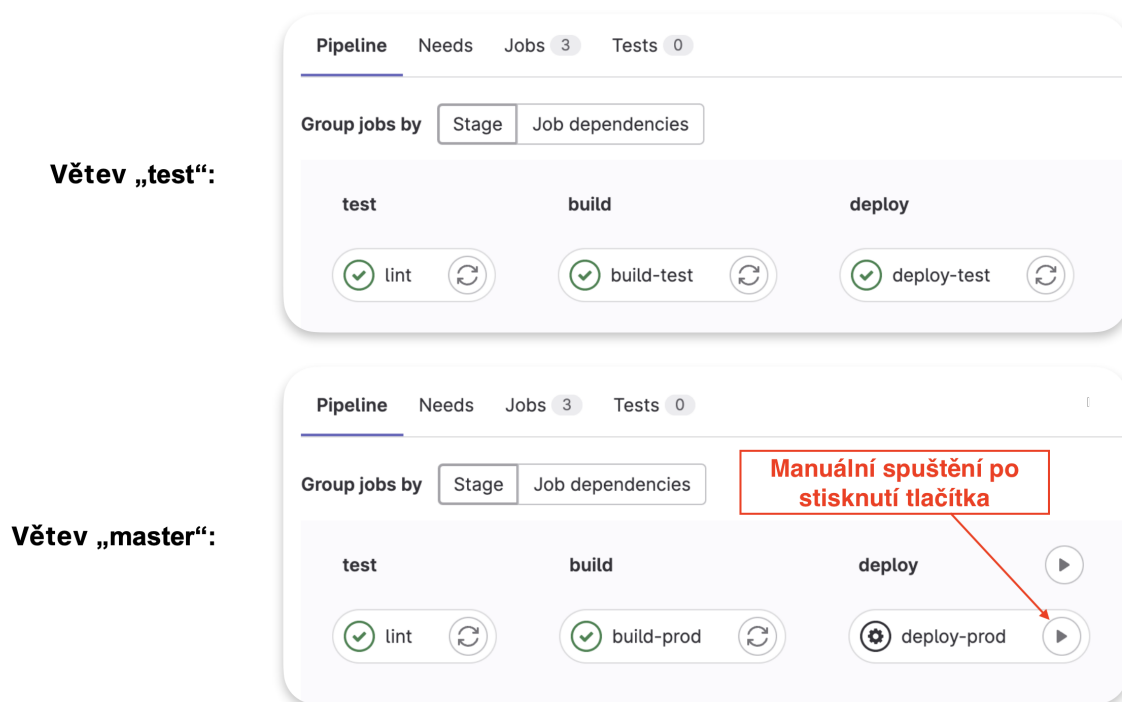 Pipeline Needs Jobs 3 Tests 0
Group jobs by Stage Job dependencies
Větev „test“:
test build deploy
lint build-test deploy-test
Pipeline Needs Jobs 3 Tests 0
Group jobs by Stage Job dependencies
Manuální spuštění po
stisknutí tlačítka
Větev „master“:
test build deploy
lint build-prod deploy-prod